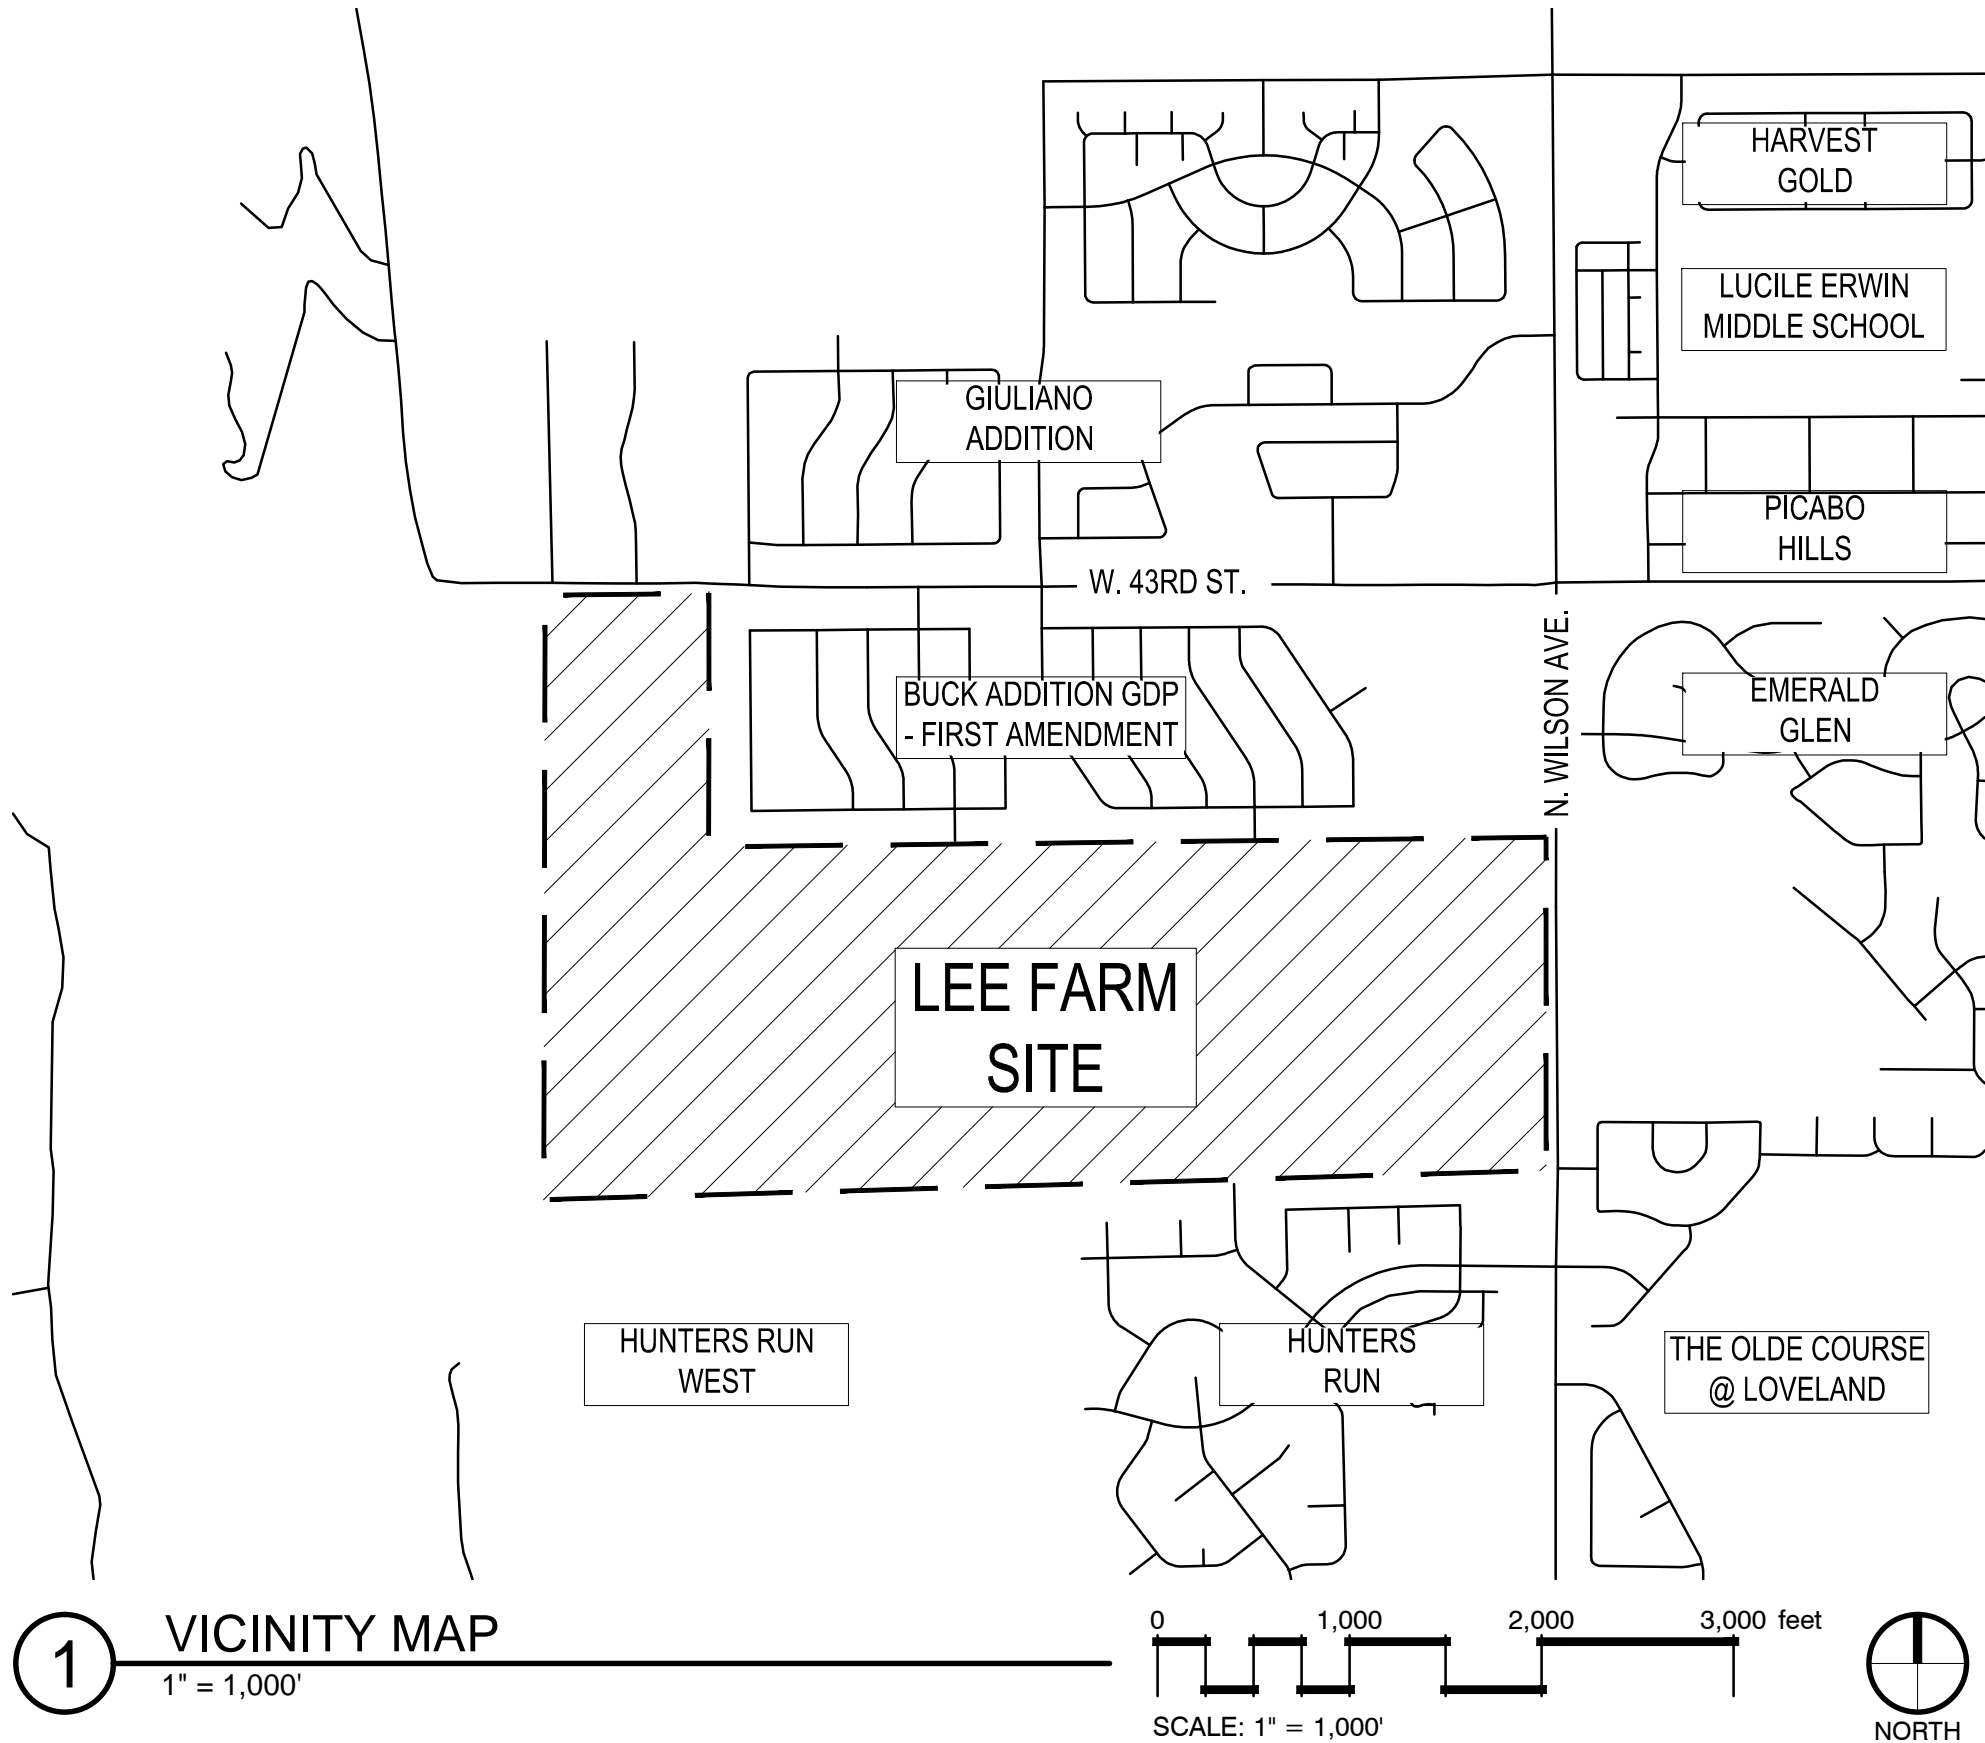 HARVEST
GOLD
LUCILE ERWIN
MIDDLE SCHOOL
GIULIANO
ADDITION
PICABO
HILLS
W. 43RD ST.
N. WILSON AVE.
BUCK ADDITION GDP
- FIRST AMENDMENT
EMERALD
GLEN
LEE FARM
SITE
HUNTERS RUN
WEST
HUNTERS
RUN
THE OLDE COURSE
@ LOVELAND
1
VICINITY MAP
1" = 1,000'
0 1,000 2,000 3,000 feet
SCALE: 1" = 1,000'
NORTH